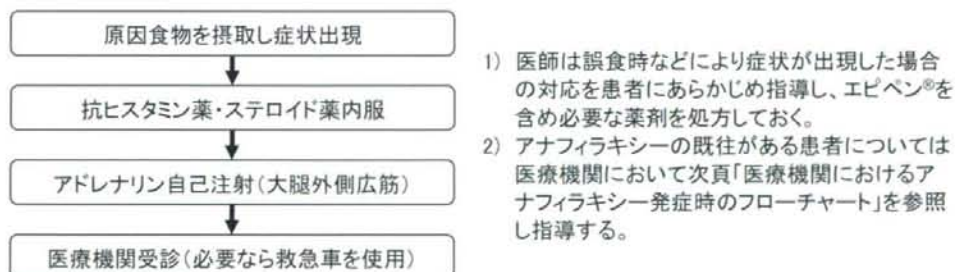 原因食物を摂取し症状出現
抗ヒスタミン薬・ステロイド薬内服
アドレナリン自己注射(大腿外側広筋)
医療機関受診(必要なら救急車を使用)
1) 医師は誤食時などにより症状が出現した場合
の対応を患者にあらかじめ指導し、エピペン®を
含め必要な薬剤を処方しておく。
2) アナフィラキシーの既往がある患者については
医療機関において次頁「医療機関におけるア
ナフィラキシー発症時のフローチャート」を参照
し指導する。